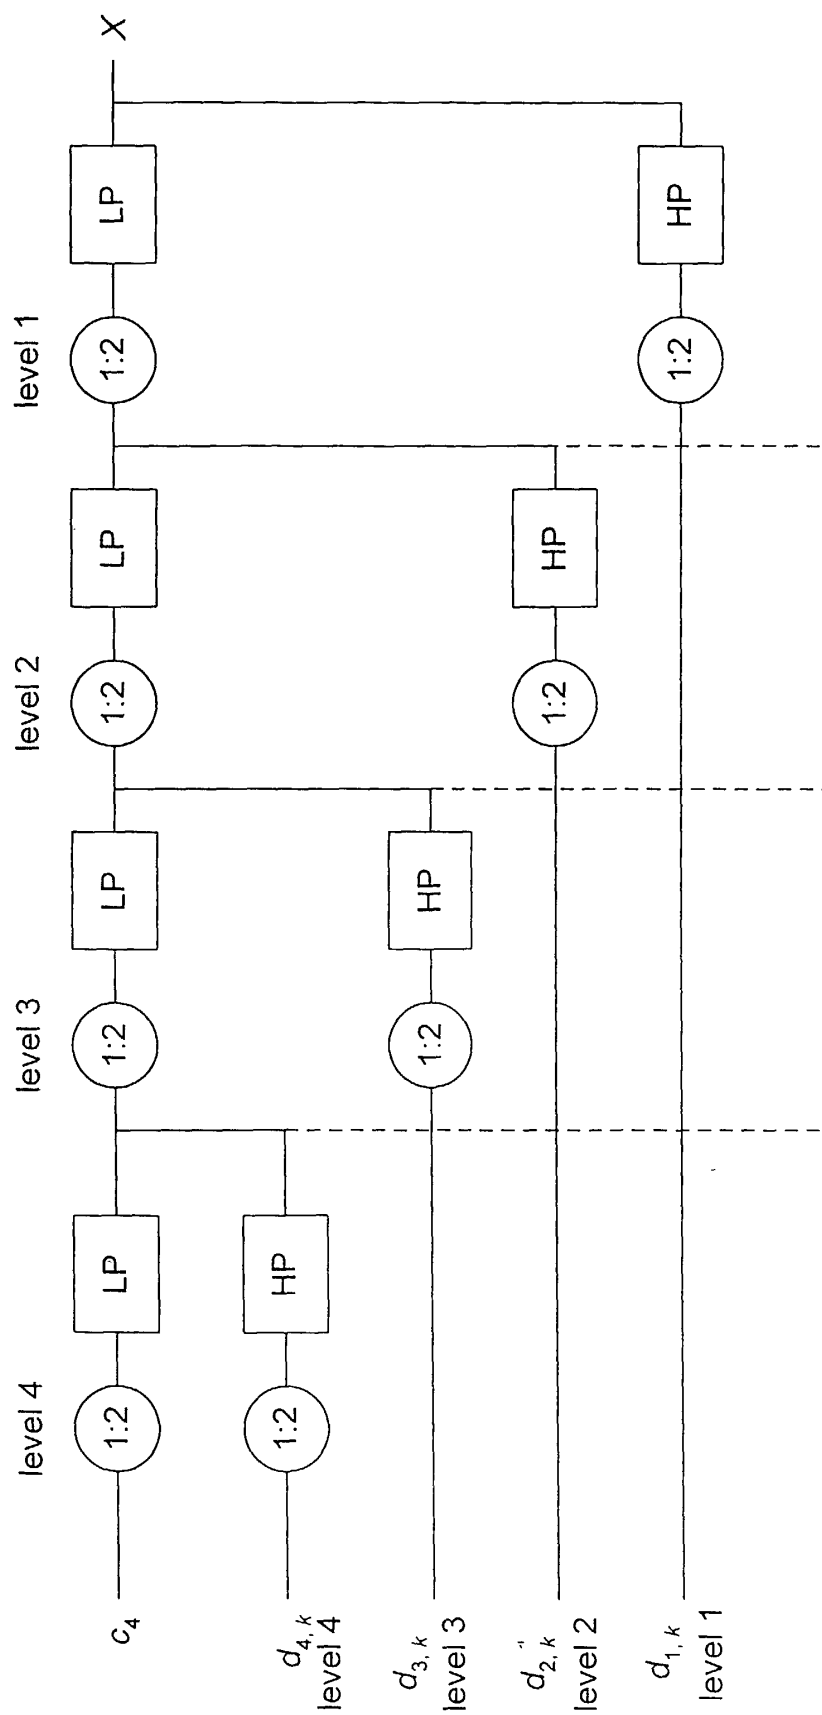 level 4
level 3
level 2
level 1
c4
1:2
LP
1:2
LP
1:2
LP
1:2
LP
X
d4, k
level 4
1:2
HP
d3, k
level 3
1:2
HP
d2, k
level 2
1:2
HP
d1, k
level 1
1:2
HP